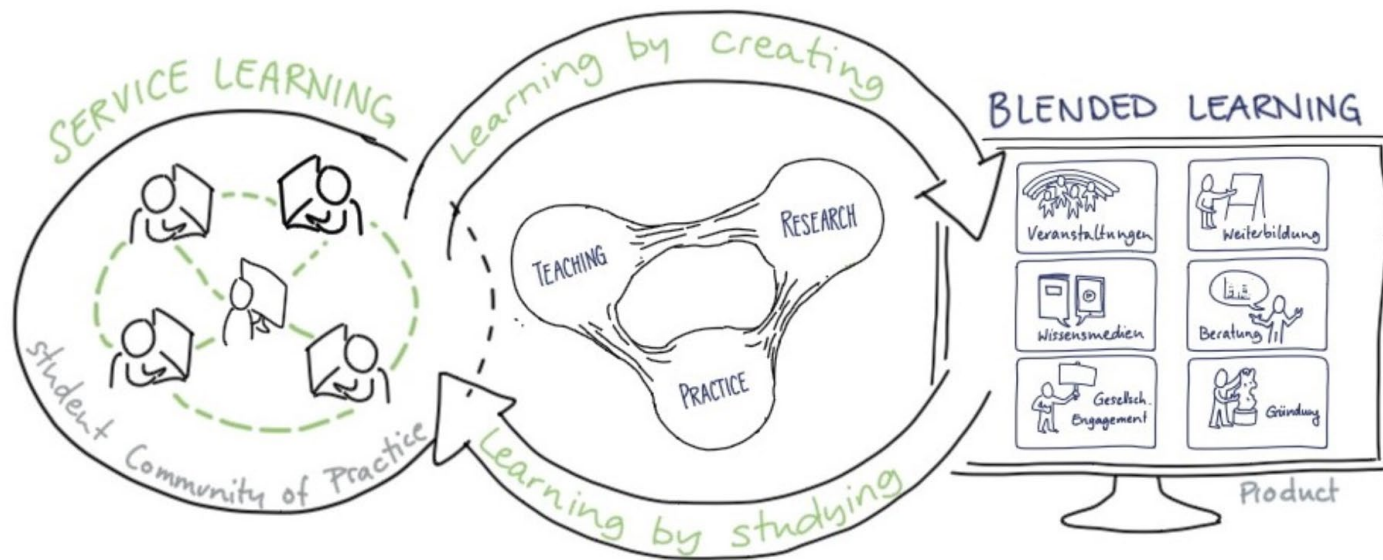 SERVICE LEARNING
student Community of Practice
Learning by creating
TEACHING
RESEARCH
PRACTICE
Learning by studying
BLENDED LEARNING
Veranstaltungen
Weiterbildung
Wissensmedien
Beratung
Gesellsch.
Engagement
Gründung
Product